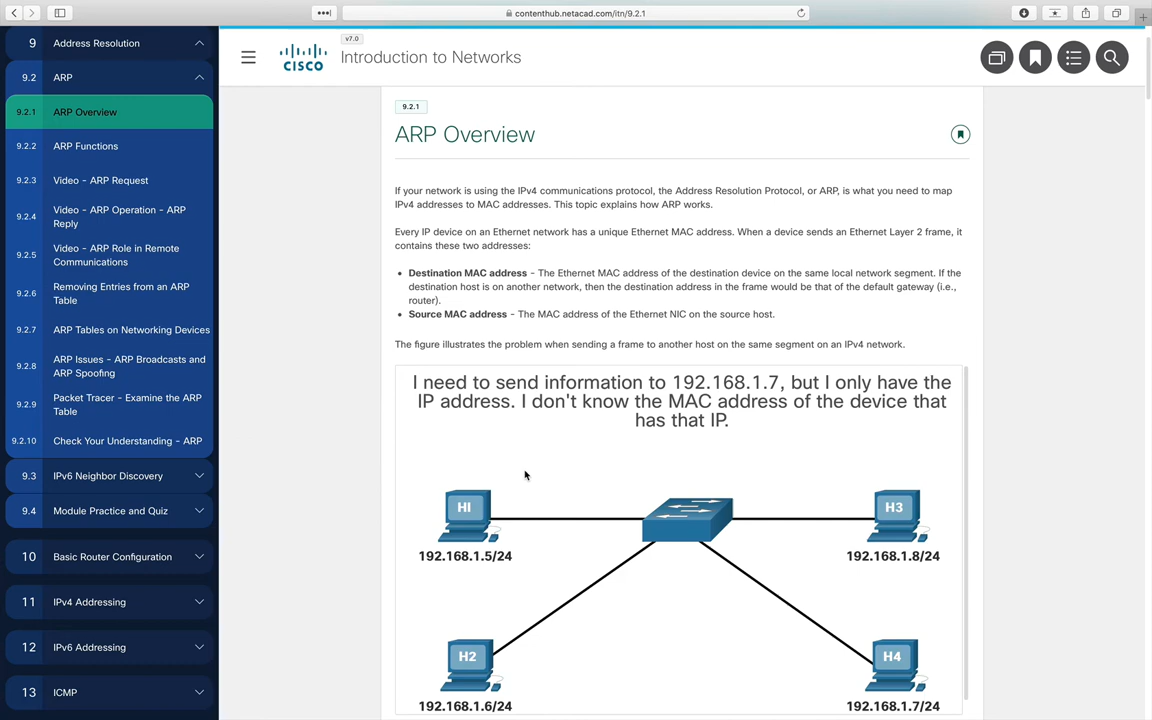 contenthub.netacad.com/itn/9.2.1
9 Address Resolution
9.2 ARP
9.2.1 ARP Overview
9.2.2 ARP Functions
9.2.3 Video - ARP Request
9.2.4 Video - ARP Operation - ARP
Reply
9.2.5 Video - ARP Role in Remote
Communications
9.2.6 Removing Entries from an ARP
Table
9.2.7 ARP Tables on Networking Devices
9.2.8 ARP Issues - ARP Broadcasts and
ARP Spoofing
9.2.9 Packet Tracer - Examine the ARP
Table
9.2.10 Check Your Understanding - ARP
9.3 IPv6 Neighbor Discovery
9.4 Module Practice and Quiz
10 Basic Router Configuration
11 IPv4 Addressing
12 IPv6 Addressing
13 ICMP
v7.0
CISCO
Introduction to Networks
9.2.1
ARP Overview
If your network is using the IPv4 communications protocol, the Address Resolution Protocol, or ARP, is what you need to map
IPv4 addresses to MAC addresses. This topic explains how ARP works.
Every IP device on an Ethernet network has a unique Ethernet MAC address. When a device sends an Ethernet Layer 2 frame, it
contains these two addresses:
• Destination MAC address - The Ethernet MAC address of the destination device on the same local network segment. If the
destination host is on another network, then the destination address in the frame would be that of the default gateway (i.e.,
router).
• Source MAC address - The MAC address of the Ethernet NIC on the source host.
The figure illustrates the problem when sending a frame to another host on the same segment on an IPv4 network.
I need to send information to 192.168.1.7, but I only have the
IP address. I don't know the MAC address of the device that
has that IP.
HI
H3
192.168.1.5/24
192.168.1.8/24
H2
H4
192.168.1.6/24
192.168.1.7/24